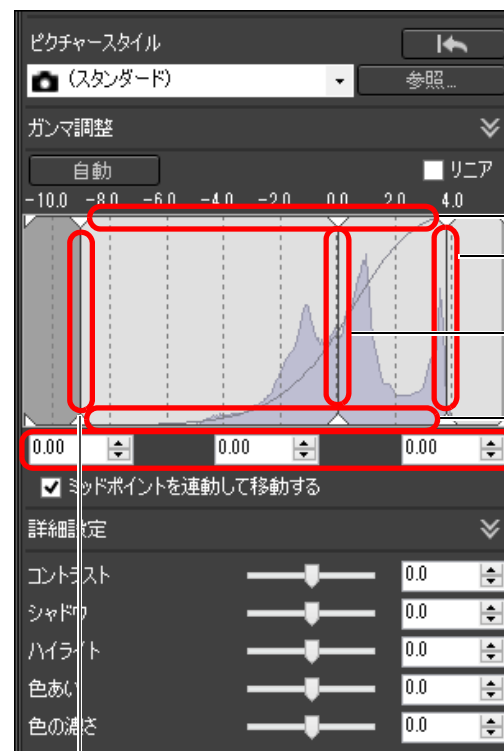 ピクチャースタイル
(スタンダード)
参照...
ガンマ調整
自動
リニア
-10.0 -8.0 -6.0 -4.0 -2.0 0.0 2.0 4.0
0.00 0.00 0.00
ミッドポイントを連動して移動する
詳細設定
コントラスト 0.0
シャドウ 0.0
ハイライト 0.0
色あい 0.0
色の濃さ 0.0